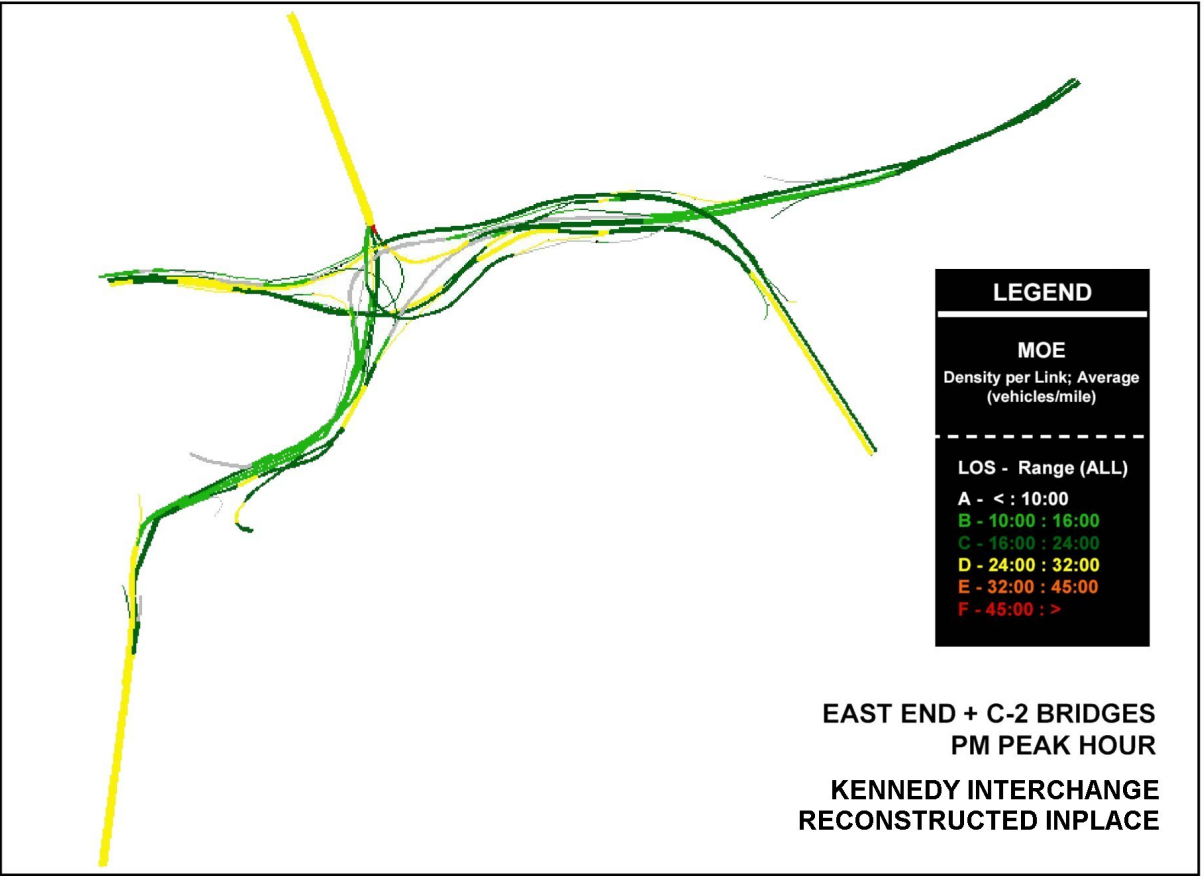 LEGEND
MOE
Density per Link; Average
(vehicles/mile)
LOS - Range (ALL)
A - < : 10:00
B - 10:00 : 16:00
C - 16:00 : 24:00
D - 24:00 : 32:00
E - 32:00 : 45:00
F - 45:00 : >
EAST END + C-2 BRIDGES
PM PEAK HOUR
KENNEDY INTERCHANGE
RECONSTRUCTED INPLACE